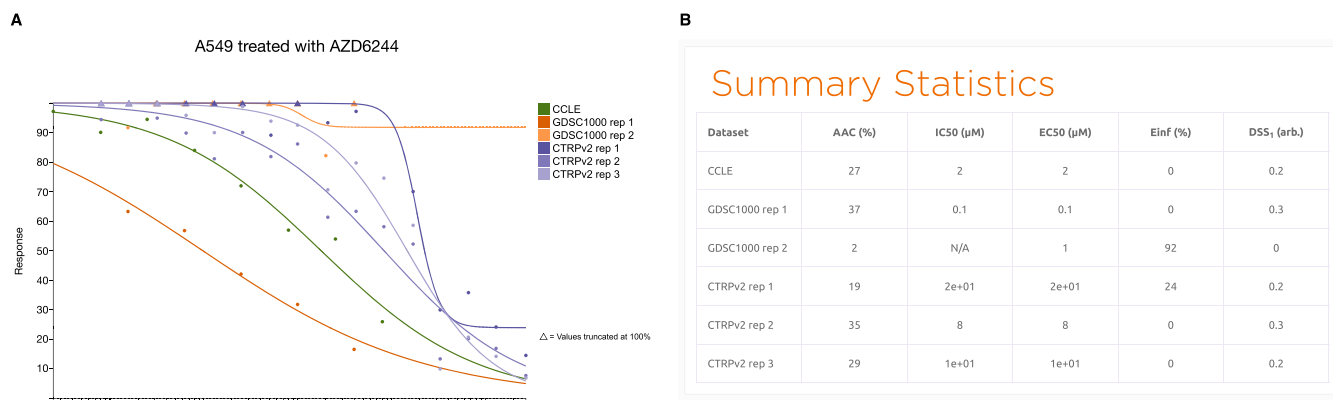 A
A549 treated with AZD6244
90
80
70
60
50
40
30
20
10
Response
CCLE
GDSC1000 rep 1
GDSC1000 rep 2
CTRPv2 rep 1
CTRPv2 rep 2
CTRPv2 rep 3
△ = Values truncated at 100%
B
Summary Statistics
Dataset AAC (%) IC50 (μM) EC50 (μM) Einf (%) DSS₁ (arb.)
CCLE 27 2 2 0 0.2
GDSC1000 rep 1 37 0.1 0.1 0 0.3
GDSC1000 rep 2 2 N/A 1 92 0
CTRPv2 rep 1 19 2e+01 2e+01 24 0.2
CTRPv2 rep 2 35 8 8 0 0.3
CTRPv2 rep 3 29 1e+01 1e+01 0 0.2